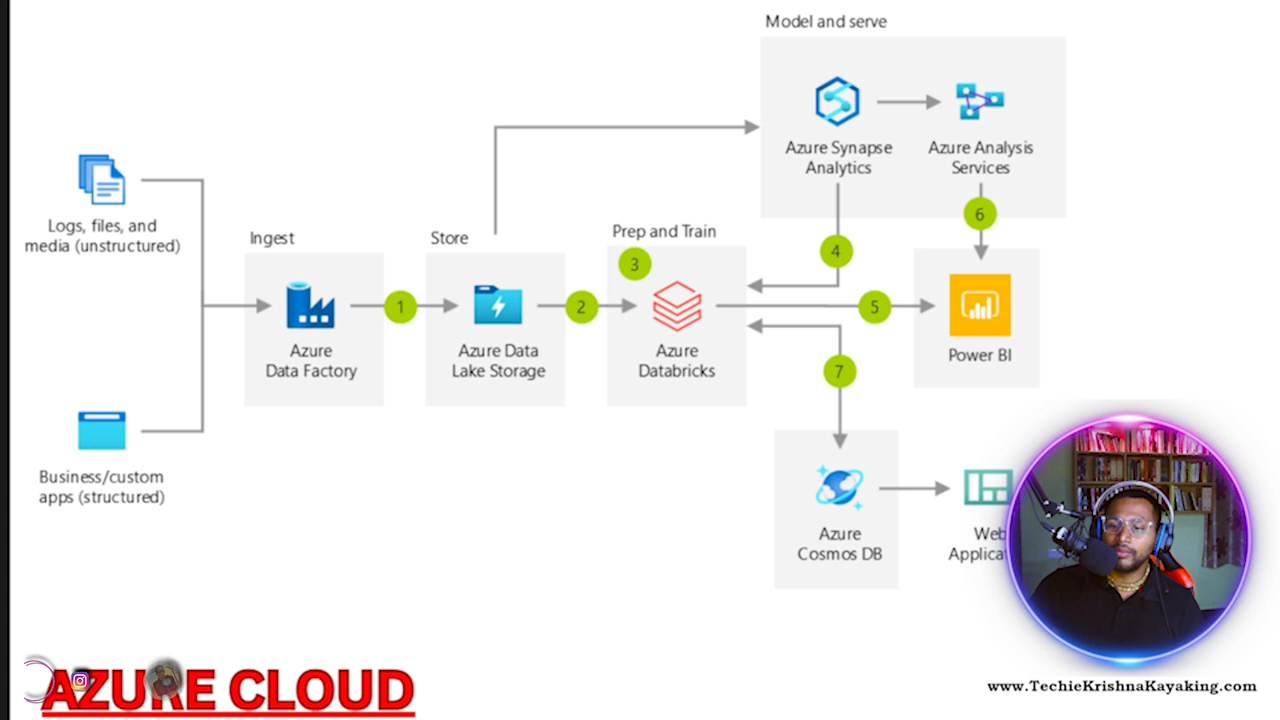 Model and serve
Azure Synapse
Analytics
Azure Analysis
Services
Logs, files, and
media (unstructured)
Ingest
Store
Prep and Train
6
3
4
1
2
5
Azure
Data Factory
Azure Data
Lake Storage
Azure
Databricks
Power BI
7
Business/custom
apps (structured)
Azure
Cosmos DB
Web
AZURE CLOUD
www.TechieKrishnaKayaking.com